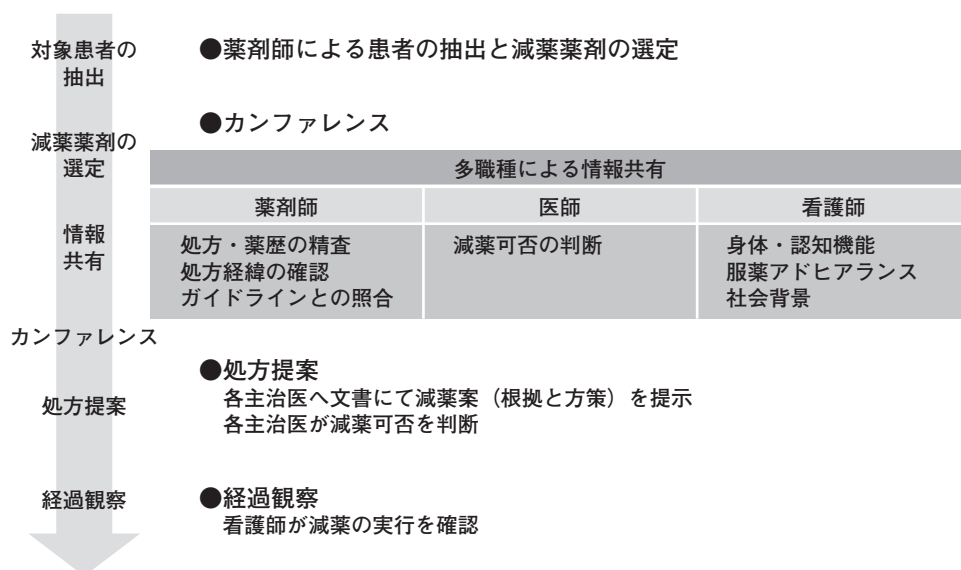 対象患者の
抽出
●薬剤師による患者の抽出と減薬薬剤の選定
●カンファレンス
減薬薬剤の
選定
多職種による情報共有
薬剤師
医師
看護師
情報
共有
処方・薬歴の精査
処方経緯の確認
ガイドラインとの照合
減薬可否の判断
身体・認知機能
服薬アドヒアランス
社会背景
カンファレンス
処方提案
●処方提案
各主治医へ文書にて減薬案（根拠と方策）を提示
各主治医が減薬可否を判断
経過観察
●経過観察
看護師が減薬の実行を確認